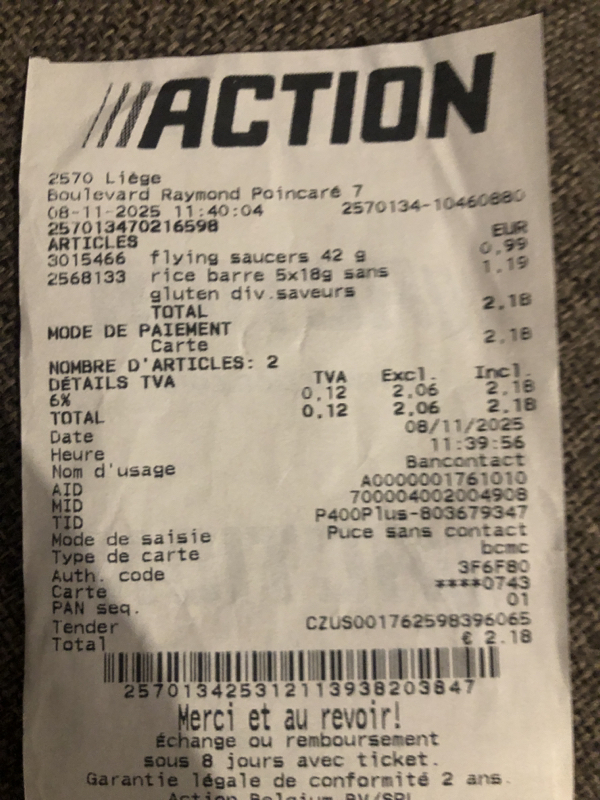 ACTION
2570 Liège
Boulevard Raymond Poincaré 7
08-11-2025 11:40:04 2570134-10460880
257013470216598
EUR
ARTICLES
3015466 flying saucers 42 g 0,99
2568133 rice barre 5x18g sans 1,19
gluten div.saveurs
TOTAL 2,18
MODE DE PAIEMENT
Carte 2,18
NOMBRE D'ARTICLES: 2
DÉTAILS TVA TVA Excl. Incl.
6% 0,12 2,06 2,18
TOTAL 0,12 2,06 2,18
Date 08/11/2025
Heure 11:39:56
Nom d'usage Bancontact
AID A0000001761010
MID 700004002004908
TID P400Plus-803679347
Mode de saisie Puce sans contact
Type de carte bcmc
Auth. code 3F6F80
Carte ****0743
PAN seq. 01
Tender CZUS001762598396065
Total € 2.18
257013425312113938203847
Merci et au revoir!
Échange ou remboursement
sous 8 jours avec ticket.
Garantie légale de conformité 2 ans.
Action Belgium BV/SRL